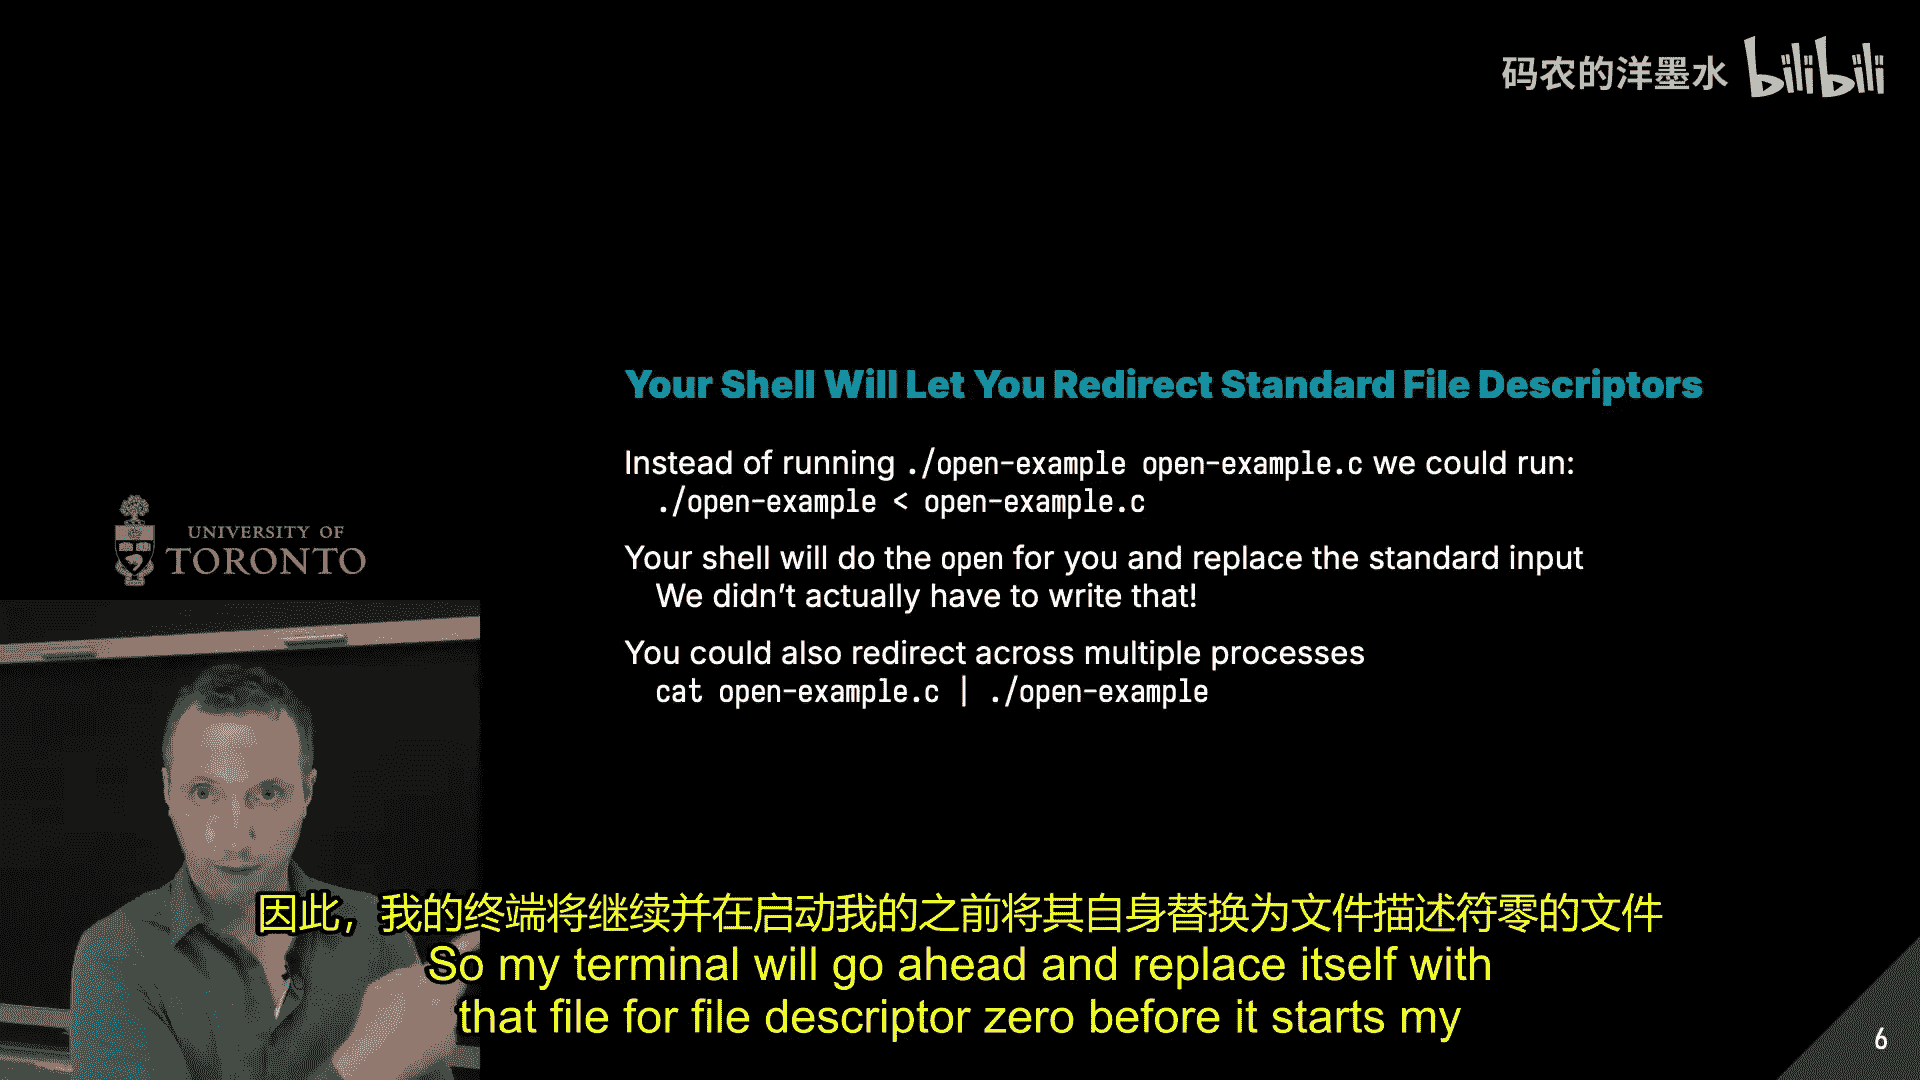 码农的洋墨水 bilibili
Your Shell Will Let You Redirect Standard File Descriptors
Instead of running ./open-example open-example.c we could run:
./open-example < open-example.c
Your shell will do the open for you and replace the standard input
We didn't actually have to write that!
You could also redirect across multiple processes
cat open-example.c | ./open-example
UNIVERSITY OF
TORONTO
因此，我的终端将继续并在启动我的之前将其自身替换为文件描述符零的文件
So my terminal will go ahead and replace itself with
that file for file descriptor zero before it starts my
6